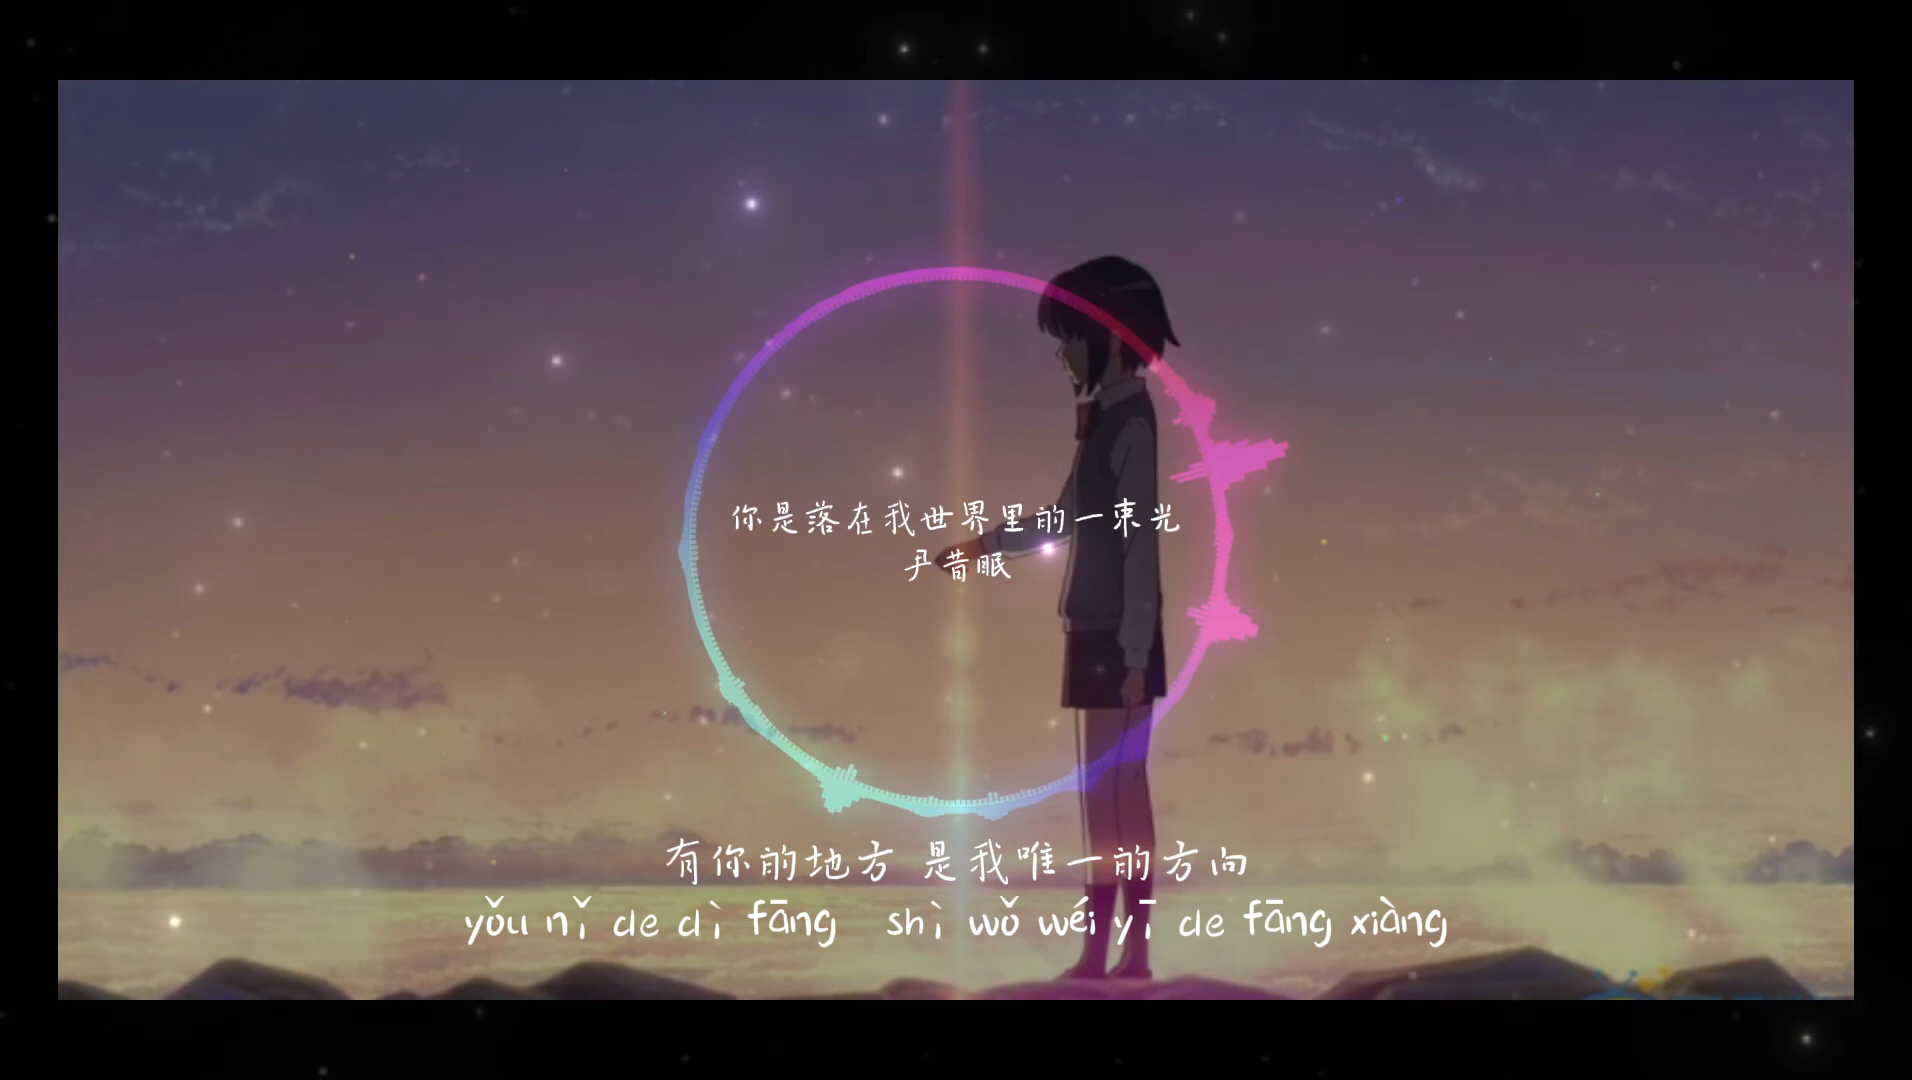 你是落在我世界里的一束光
尹昔眠
有你的地方 是我唯一的方向
yǒu nǐ de dì fāng shì wǒ wéi yī de fāng xiàng